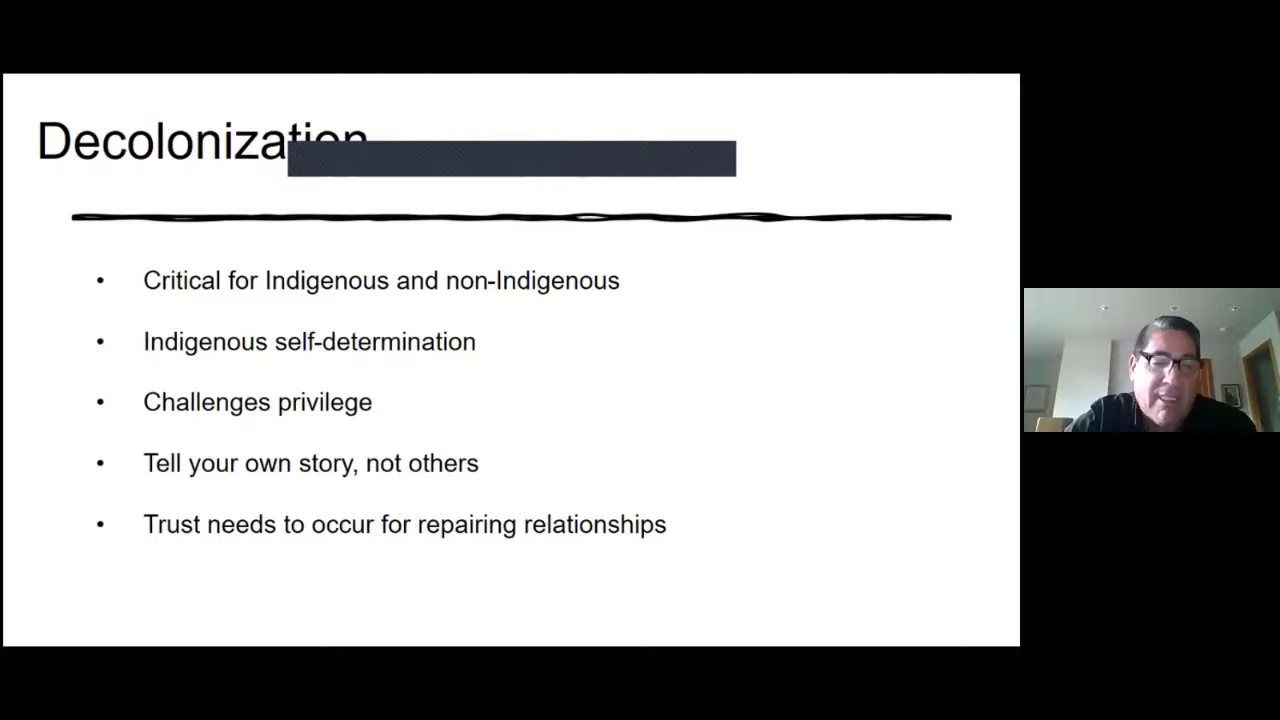 Decolonization
• Critical for Indigenous and non-Indigenous
• Indigenous self-determination
• Challenges privilege
• Tell your own story, not others
• Trust needs to occur for repairing relationships